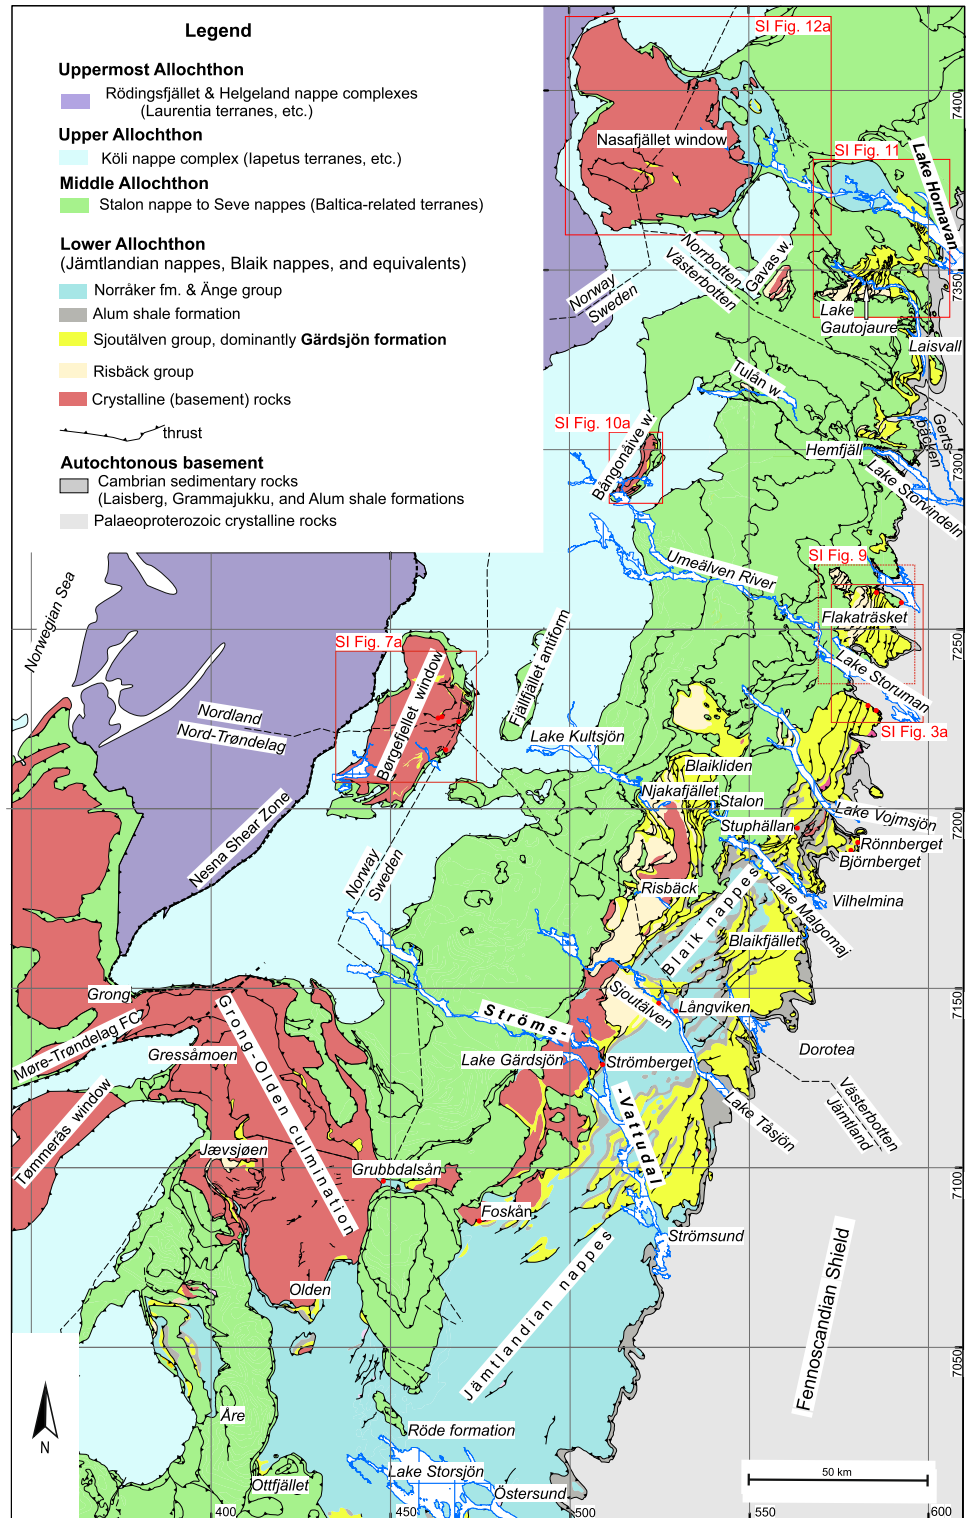 Legend
Uppermost Allochthon
Rödingsfjället & Helgeland nappe complexes
(Laurentia terranes, etc.)
Upper Allochthon
Köli nappe complex (Iapetus terranes, etc.)
Middle Allochthon
Stalon nappe to Seve nappes (Baltica-related terranes)
Lower Allochthon
(Jämtlandian nappes, Blaik nappes, and equivalents)
Norråker fm. & Änge group
Alum shale formation
Sjoutälven group, dominantly Gärdsjön formation
Risbäck group
Crystalline (basement) rocks
thrust
Autochtonous basement
Cambrian sedimentary rocks
(Laisberg, Grammajukku, and Alum shale formations
Palaeoproterozoic crystalline rocks
SI Fig. 12a
7400
Nasafjället window
SI Fig. 11
Lake Hornavan
Norrbotten
Västerbotten
Gavas w.
Norway
Sweden
7350
Lake
Gautojaure
Laisvall
Tulån w.
SI Fig. 10a
Bångonåive w.
Gerts-
bäcken
Hemfjäll
7300
Lake Storvindeln
SI Fig. 9
Umeälven River
Flakaträsket
Norwegian Sea
7250
SI Fig. 7a
Børgefjellet window
Fjällfjället antiform
Lake Storuman
Nordland
Nord-Trøndelag
Lake Kultsjön
SI Fig. 3a
Blaikliden
Njakafjället
Stalon
Stuphällan
Lake Vojmsjön
7200
Nesna Shear Zone
Rönnberget
Björnberget
Norway
Sweden
Risbäck
Blaik nappes
Lake Malgomaj
Vilhelmina
Blaikfjället
Grong
7150
Sjoutälven
Långviken
Ströms-
Møre-Trøndelag FC
Gressåmoen
Grong-Olden culmination
Lake Gärdsjön
Strömberget
Dorotea
Tømmerås window
-Vattudal
Lake Tåsjön
Västerbotten
Jämtland
Jævsjøen
Grubbdalsån
7100
Foskån
Strömsund
Jämtlandian nappes
Fennoscandian Shield
Olden
7050
Åre
Röde formation
N
Lake Storsjön
Ottfjället
Östersund
50 km
400
450
500
550
600